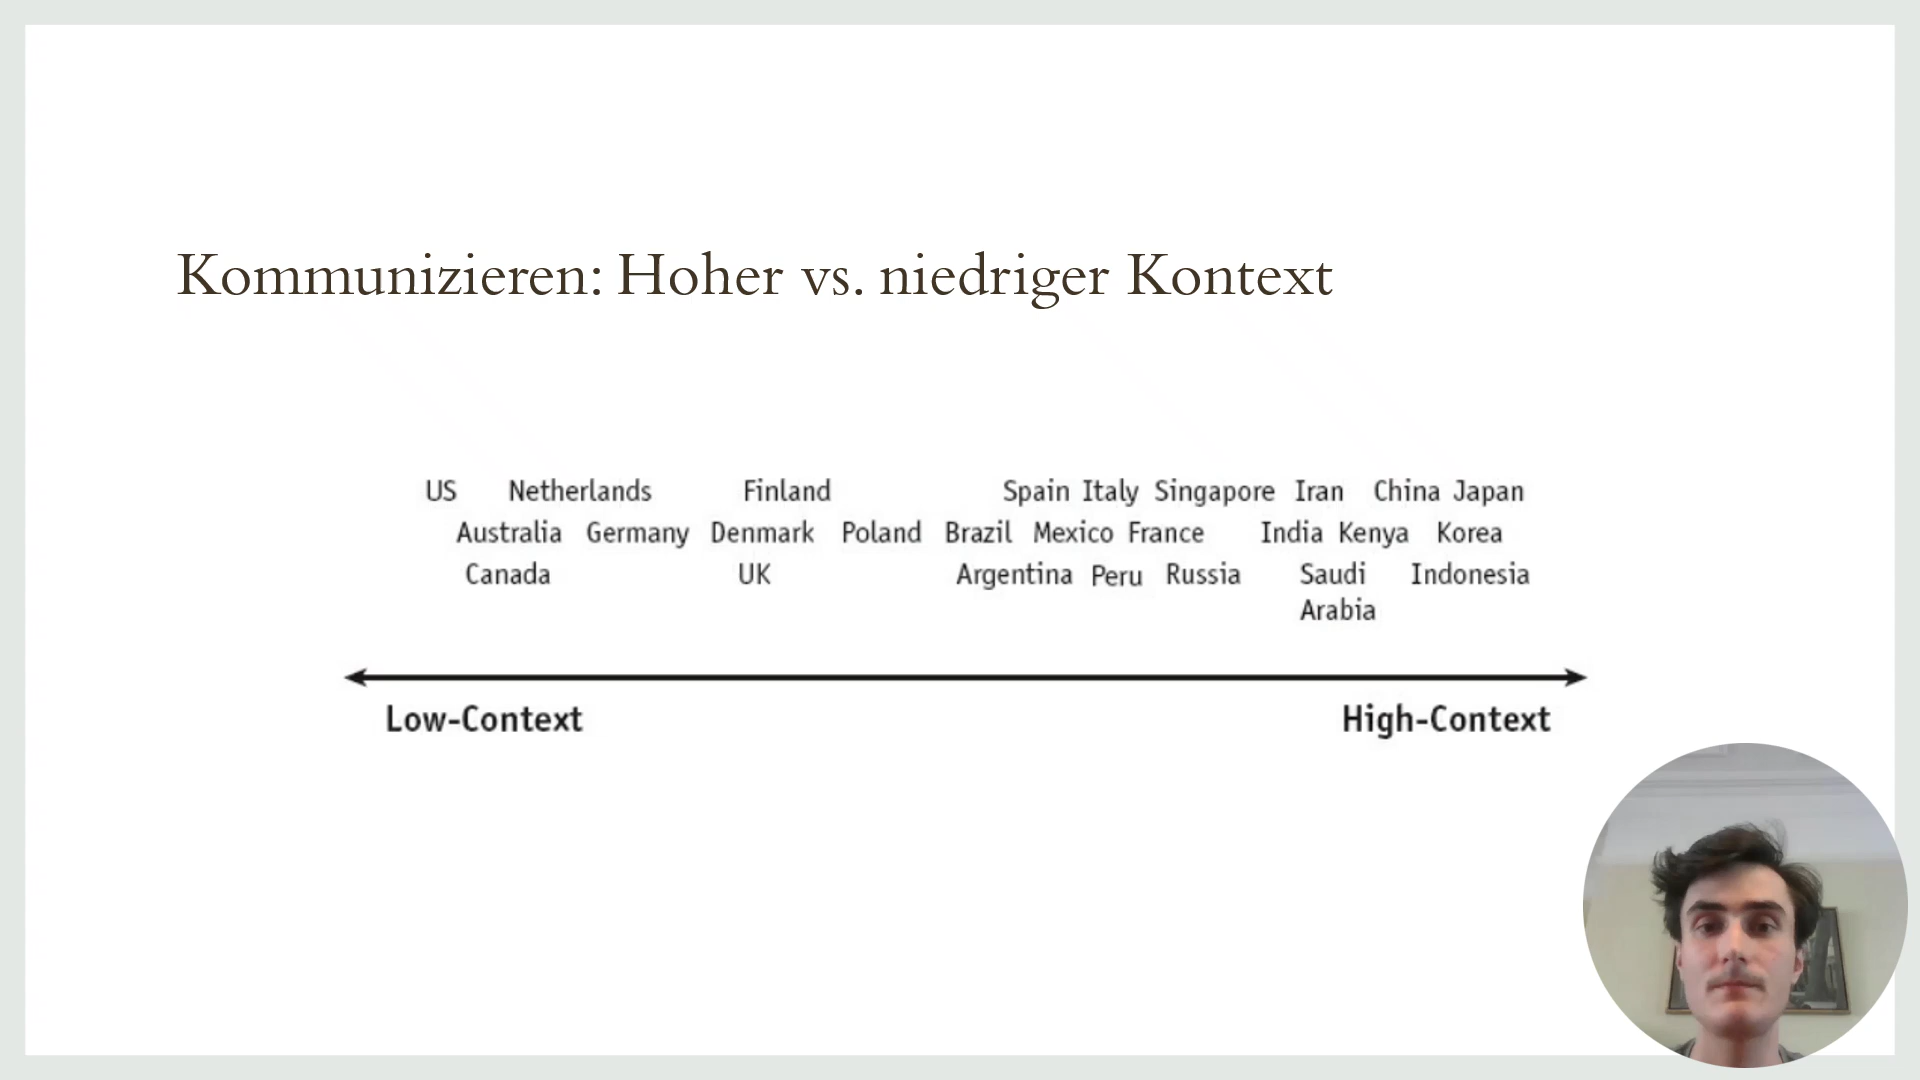 Kommunizieren: Hoher vs. niedriger Kontext
US Netherlands Finland Spain Italy Singapore Iran China Japan
Australia Germany Denmark Poland Brazil Mexico France India Kenya Korea
Canada UK Argentina Peru Russia Saudi Indonesia
Arabia
Low-Context High-Context